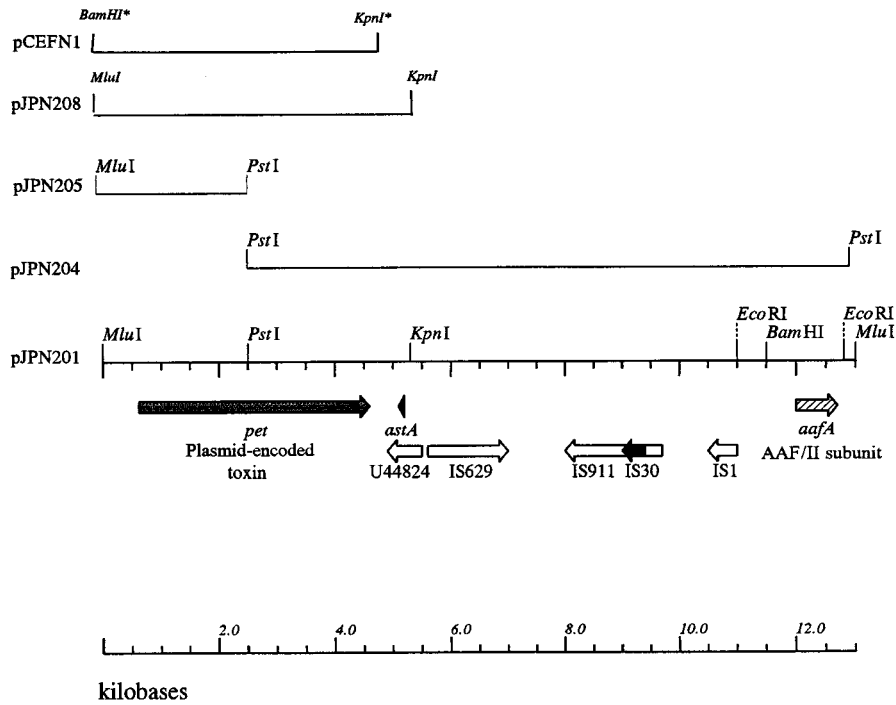 BamHI* KpnI*
pCEFN1
MluI KpnI
pJPN208
MluI PstI
pJPN205
PstI PstI
pJPN204
EcoRI EcoRI
MluI PstI KpnI BamHI MluI
pJPN201
pet astA aafA
Plasmid-encoded AAF/II subunit
toxin U44824 IS629 IS911 IS30 IS1
2.0 4.0 6.0 8.0 10.0 12.0
kilobases